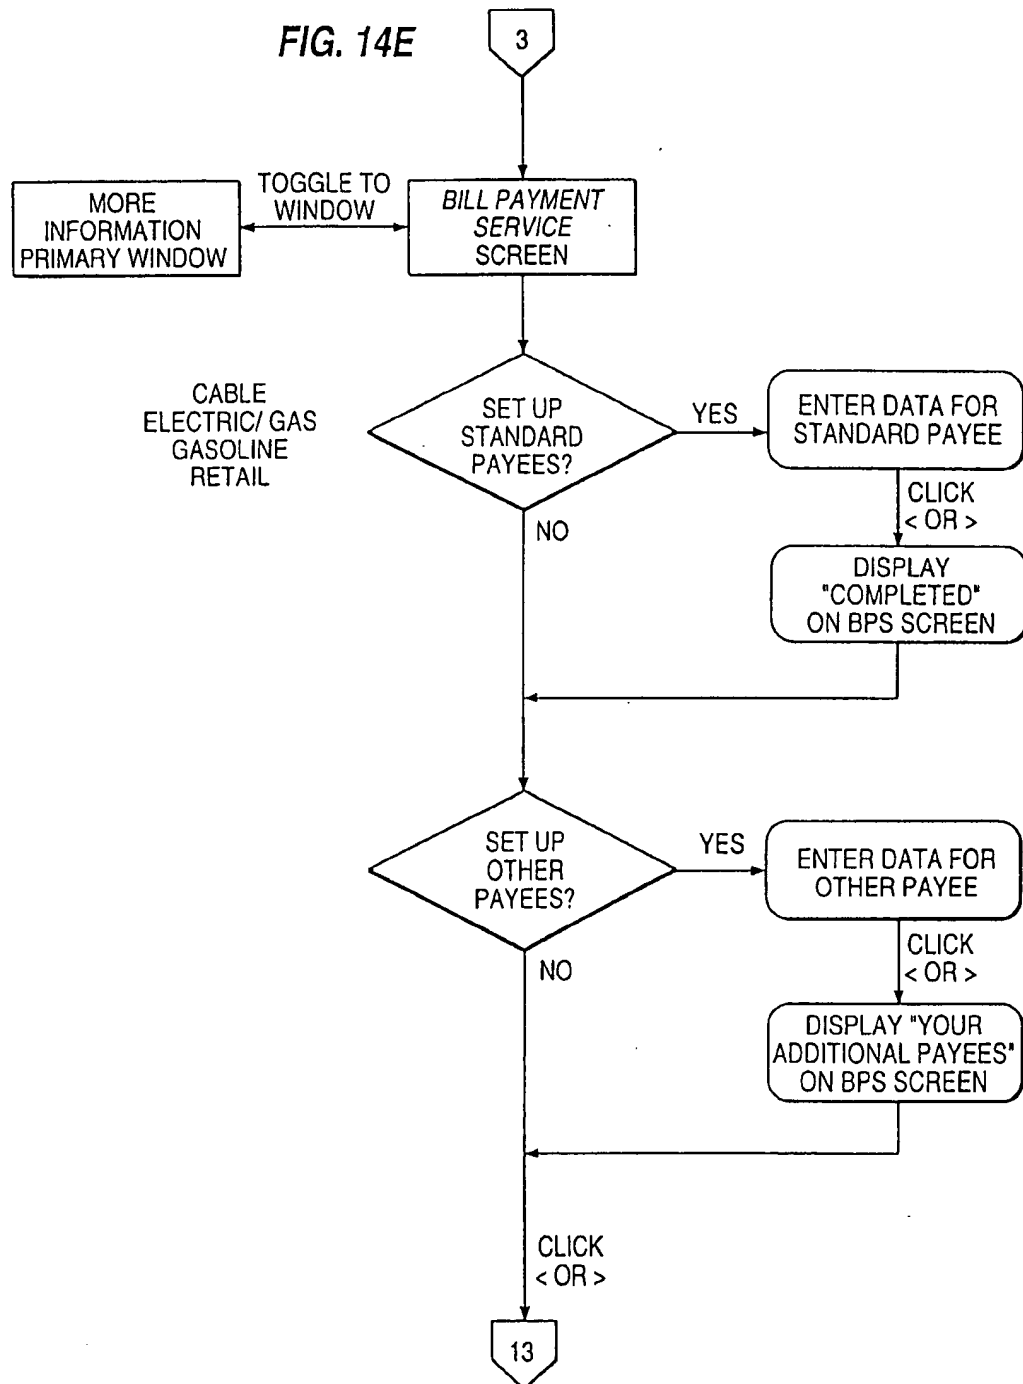 FIG. 14E
3
MORE
INFORMATION
PRIMARY WINDOW
TOGGLE TO
WINDOW
BILL PAYMENT
SERVICE
SCREEN
CABLE
ELECTRIC/ GAS
GASOLINE
RETAIL
SET UP
STANDARD
PAYEES?
YES
ENTER DATA FOR
STANDARD PAYEE
CLICK
< OR >
DISPLAY
"COMPLETED"
ON BPS SCREEN
NO
SET UP
OTHER
PAYEES?
YES
ENTER DATA FOR
OTHER PAYEE
CLICK
< OR >
DISPLAY "YOUR
ADDITIONAL PAYEES"
ON BPS SCREEN
NO
CLICK
< OR >
13